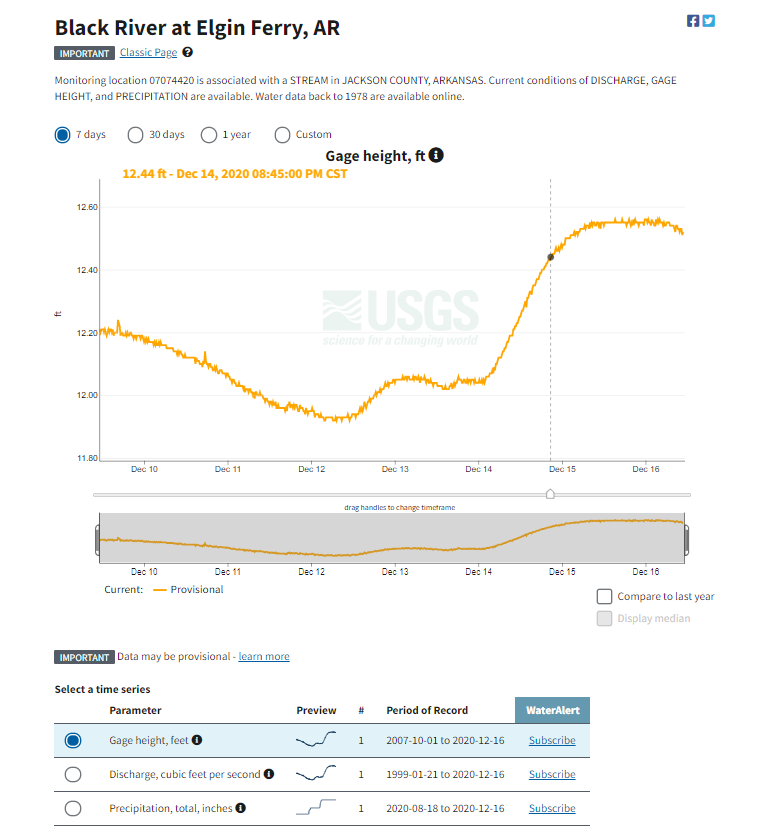 Black River at Elgin Ferry, AR
IMPORTANT Classic Page ?
Monitoring location 07074420 is associated with a STREAM in JACKSON COUNTY, ARKANSAS. Current conditions of DISCHARGE, GAGE
HEIGHT, and PRECIPITATION are available. Water data back to 1978 are available online.
7 days 30 days 1 year Custom
Gage height, ft i
12.44 ft - Dec 14, 2020 08:45:00 PM CST
12.60
12.40
12.20
12.00
11.80
ft
USGS
science for a changing world
Dec 10 Dec 11 Dec 12 Dec 13 Dec 14 Dec 15 Dec 16
drag handles to change timeframe
Dec 10 Dec 11 Dec 12 Dec 13 Dec 14 Dec 15 Dec 16
Current: Provisional
Compare to last year
Display median
IMPORTANT Data may be provisional - learn more
Select a time series
Parameter Preview # Period of Record WaterAlert
Gage height, feet i 1 2007-10-01 to 2020-12-16 Subscribe
Discharge, cubic feet per second i 1 1999-01-21 to 2020-12-16 Subscribe
Precipitation, total, inches i 1 2020-08-18 to 2020-12-16 Subscribe